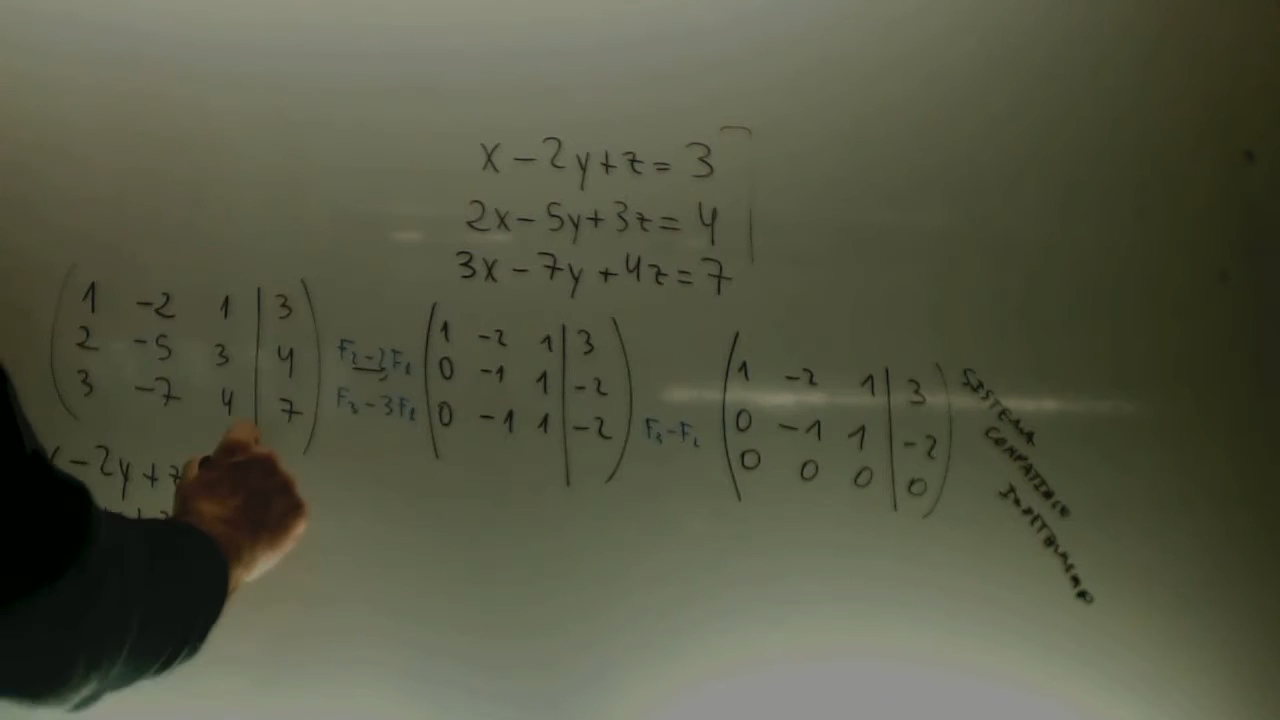 x-2y+z=3
2x-5y+3z=4
3x-7y+4z=7
1 -2 1 | 3
2 -5 3 | 4
3 -7 4 | 7
F₂-2F₁
F₃-3F₁
1 -2 1 | 3
0 -1 1 | -2
0 -1 1 | -2
F₃-F₂
1 -2 1 | 3
0 -1 1 | -2
0 0 0 | 0
SISTEMA
COMPATIBLE
x-2y+z